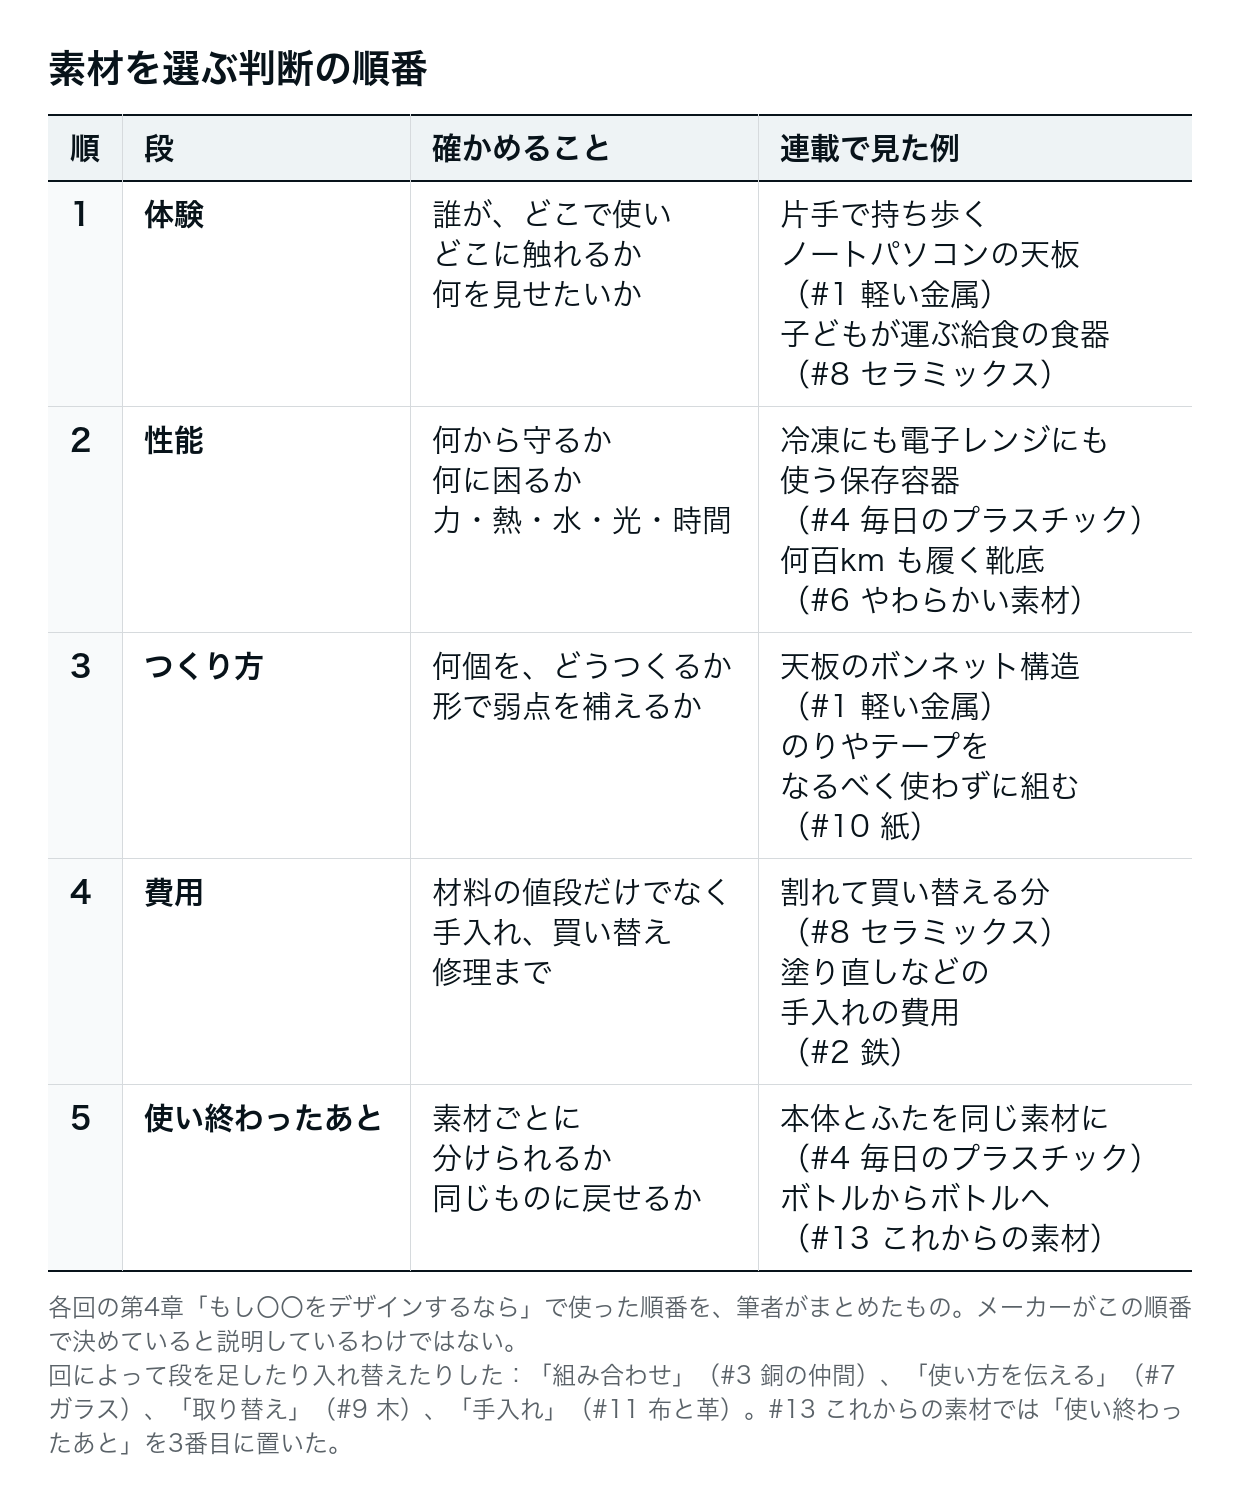 素材を選ぶ判断の順番
順 段 確かめること 連載で見た例
1 体験
誰が、どこで使い
どこに触れるか
何を見せたいか
片手で持ち歩く
ノートパソコンの天板
（#1 軽い金属）
子どもが運ぶ給食の食器
（#8 セラミックス）
2 性能
何から守るか
何に困るか
力・熱・水・光・時間
冷凍にも電子レンジにも
使う保存容器
（#4 毎日のプラスチック）
何百km も履く靴底
（#6 やわらかい素材）
3 つくり方
何個を、どうつくるか
形で弱点を補えるか
天板のボンネット構造
（#1 軽い金属）
のりやテープを
なるべく使わずに組む
（#10 紙）
4 費用
材料の値段だけでなく
手入れ、買い替え
修理まで
割れて買い替える分
（#8 セラミックス）
塗り直しなどの
手入れの費用
（#2 鉄）
5 使い終わったあと
素材ごとに
分けられるか
同じものに戻せるか
本体とふたを同じ素材に
（#4 毎日のプラスチック）
ボトルからボトルへ
（#13 これからの素材）
各回の第4章「もし〇〇をデザインするなら」で使った順番を、筆者がまとめたもの。メーカーがこの順番
で決めていると説明しているわけではない。
回によって段を足したり入れ替えたりした：「組み合わせ」（#3 銅の仲間）、「使い方を伝える」（#7
ガラス）、「取り替え」（#9 木）、「手入れ」（#11 布と革）。#13 これからの素材では「使い終わっ
たあと」を3番目に置いた。